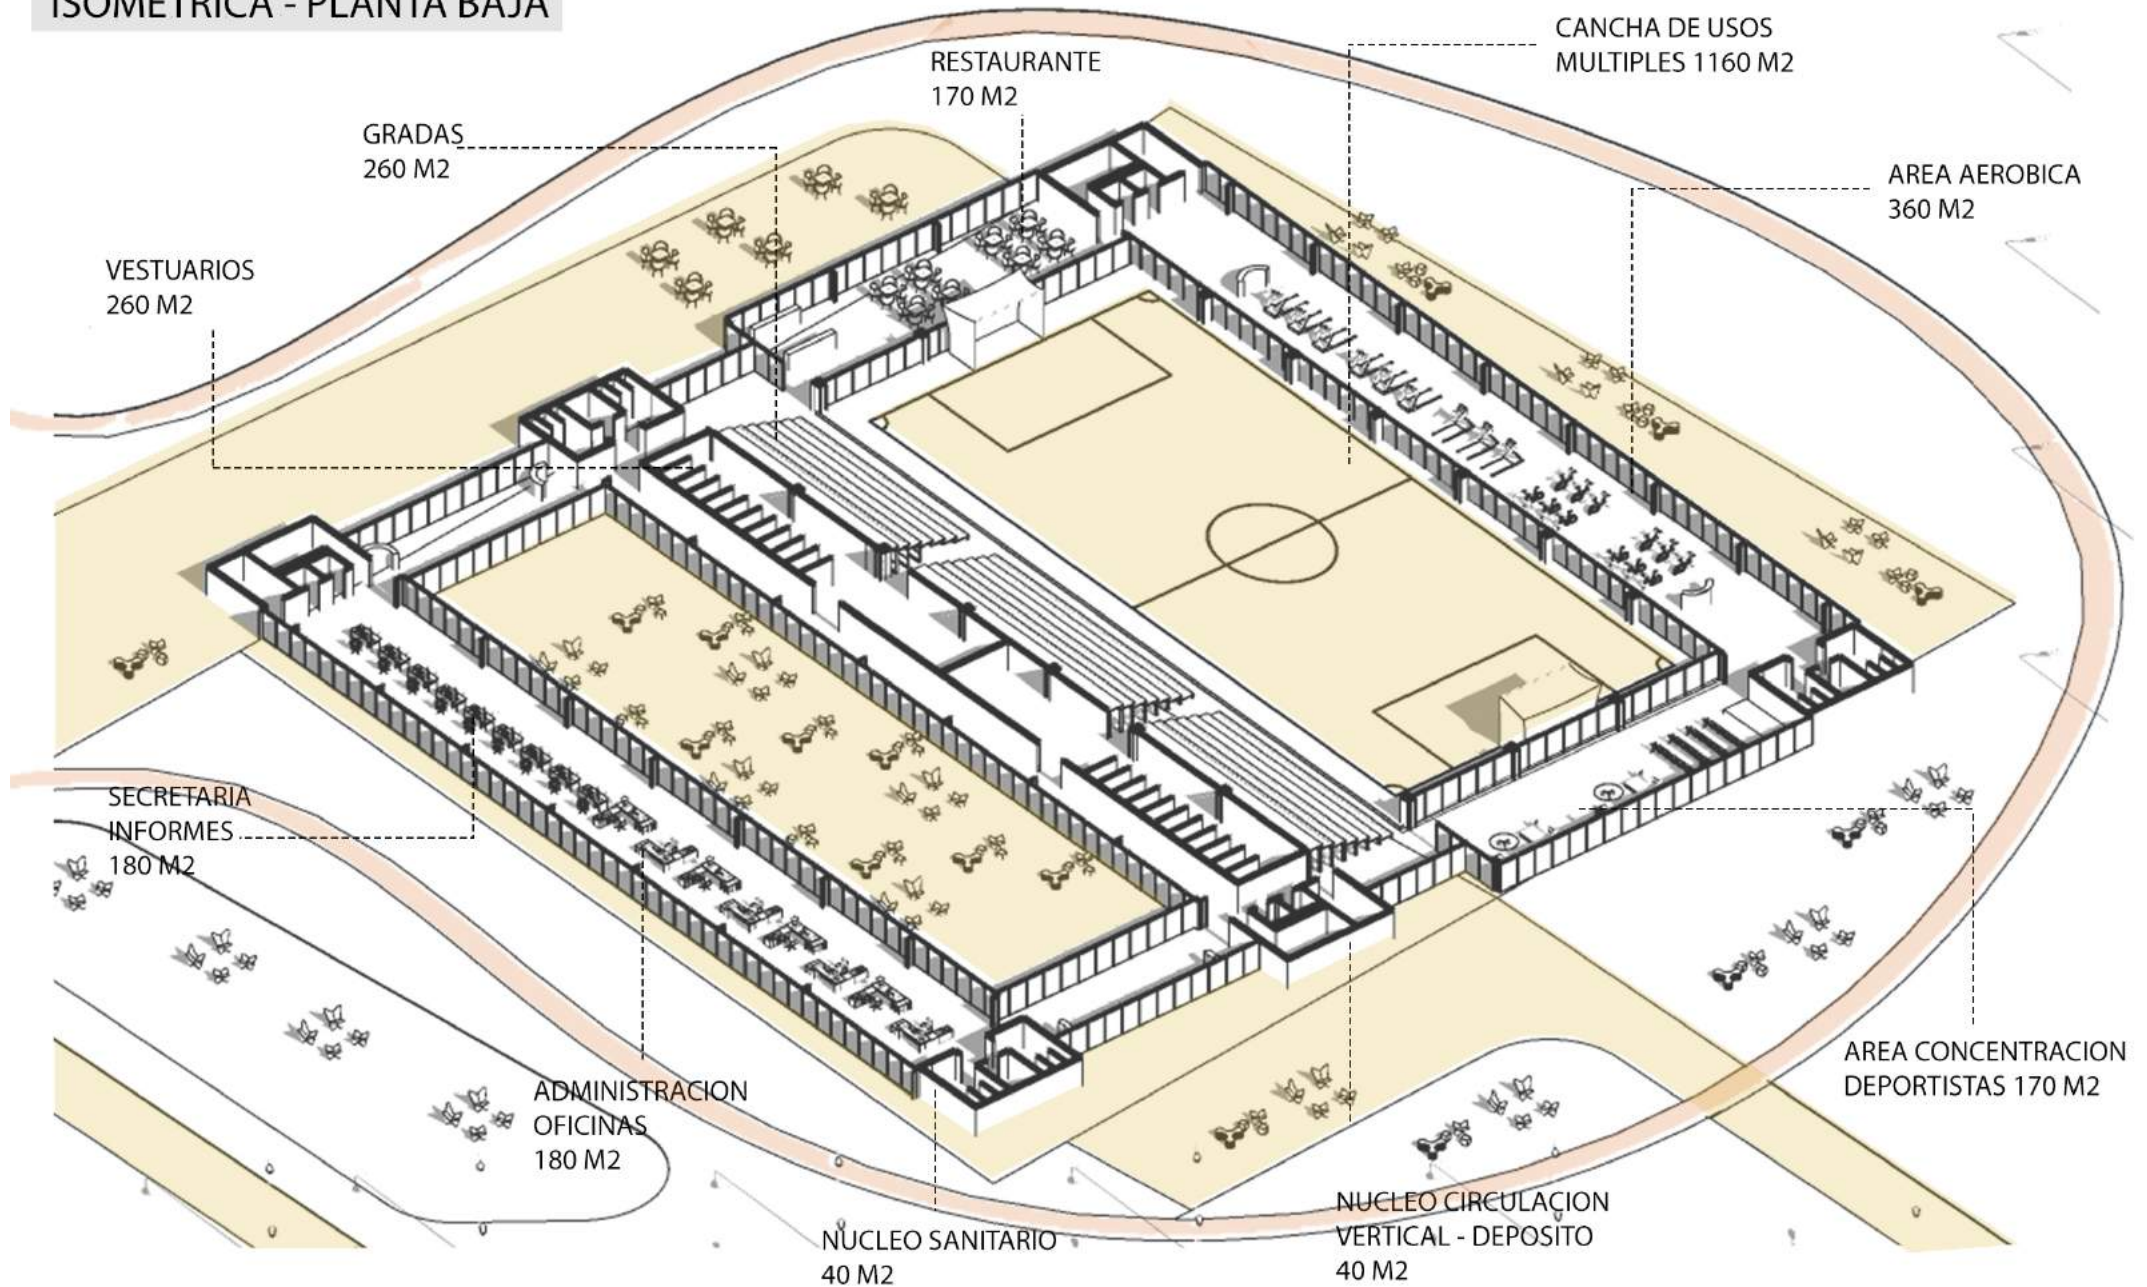 ISOMETRICA - PLANTA BAJA
CANCHA DE USOS
MULTIPLES 1160 M2
RESTAURANTE
170 M2
GRADAS
260 M2
AREA AEROBICA
360 M2
VESTUARIOS
260 M2
SECRETARIA
INFORMES
180 M2
ADMINISTRACION
OFICINAS
180 M2
AREA CONCENTRACION
DEPORTISTAS 170 M2
NUCLEO SANITARIO
40 M2
NUCLEO CIRCULACION
VERTICAL - DEPOSITO
40 M2